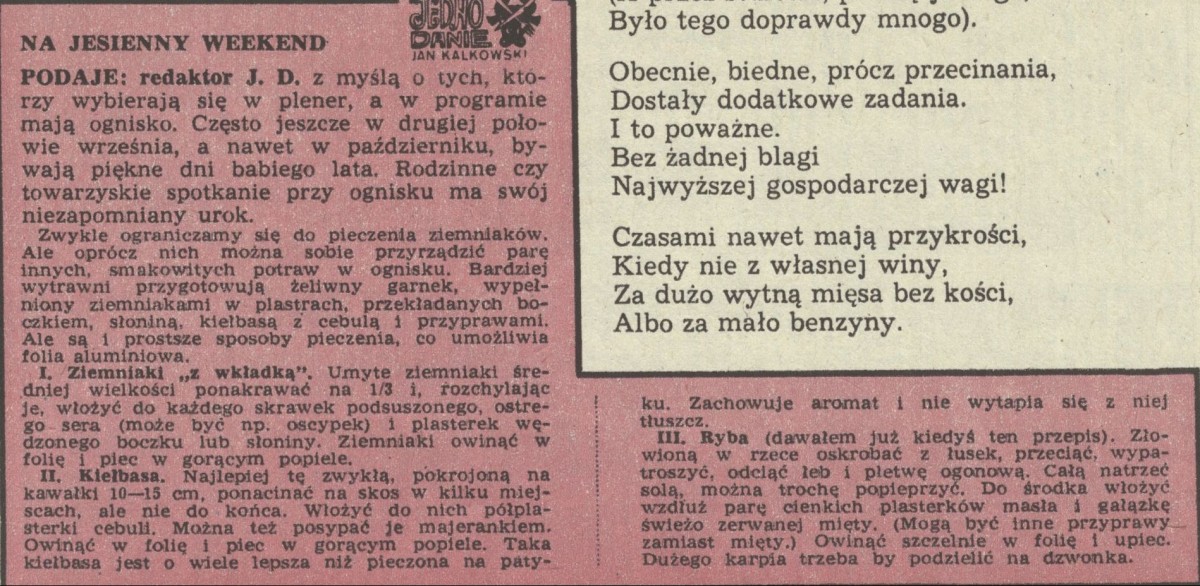 JEDNO
DANIE
JAN KALKOWSKI
NA JESIENNY WEEKEND
PODAJE: redaktor J. D. z myślą o tych, któ-
rzy wybierają się w plener, a w programie
mają ognisko. Często jeszcze w drugiej poło-
wie września, a nawet w październiku, by-
wają piękne dni babiego lata. Rodzinne czy
towarzyskie spotkanie przy ognisku ma swój
niezapomniany urok.
Zwykle ograniczamy się do pieczenia ziemniaków.
Ale oprócz nich można sobie przyrządzić parę
innych, smakowitych potraw w ognisku. Bardziej
wytrawni przygotowują żeliwny garnek, wypeł-
niony ziemniakami w plastrach, przekładanych bo-
czkiem, słoniną, kiełbasą z cebulą i przyprawami.
Ale są i prostsze sposoby pieczenia, co umożliwia
folia aluminiowa.
I. Ziemniaki „z wkładką”. Umyte ziemniaki śre-
dniej wielkości ponakrawać na 1/3 i, rozchylając
je, włożyć do każdego skrawek podsuszonego, ostre-
go sera (może być np. oscypek) i plasterek wę-
dzonego boczku lub słoniny. Ziemniaki owinąć w
folię i piec w gorącym popiele.
II. Kiełbasa. Najlepiej tę zwykłą, pokrojoną na
kawałki 10—15 cm, ponacinać na skos w kilku miej-
scach, ale nie do końca. Włożyć do nich półpla-
sterki cebuli. Można też posypać je majerankiem.
Owinąć w folię i piec w gorącym popiele. Taka
kiełbasa jest o wiele lepsza niż pieczona na paty-
ku. Zachowuje aromat i nie wytapia się z niej
tłuszcz.
III. Ryba (dawałem już kiedyś ten przepis). Zło-
wioną w rzece oskrobać z łusek, przeciąć, wypa-
troszyć, odciąć łeb i płetwę ogonową. Całą natrzeć
solą, można trochę popieprzyć. Do środka włożyć
wzdłuż parę cienkich plasterków masła i gałązkę
świeżo zerwanej mięty. (Mogą być inne przyprawy
zamiast mięty.) Owinąć szczelnie w folię i upiec.
Dużego karpia trzeba by podzielić na dzwonka.
Było tego doprawdy mnogo).
Obecnie, biedne, prócz przecinania,
Dostały dodatkowe zadania.
I to poważne.
Bez żadnej blagi
Najwyższej gospodarczej wagi!
Czasami nawet mają przykrości,
Kiedy nie z własnej winy,
Za dużo wytną mięsa bez kości,
Albo za mało benzyny.